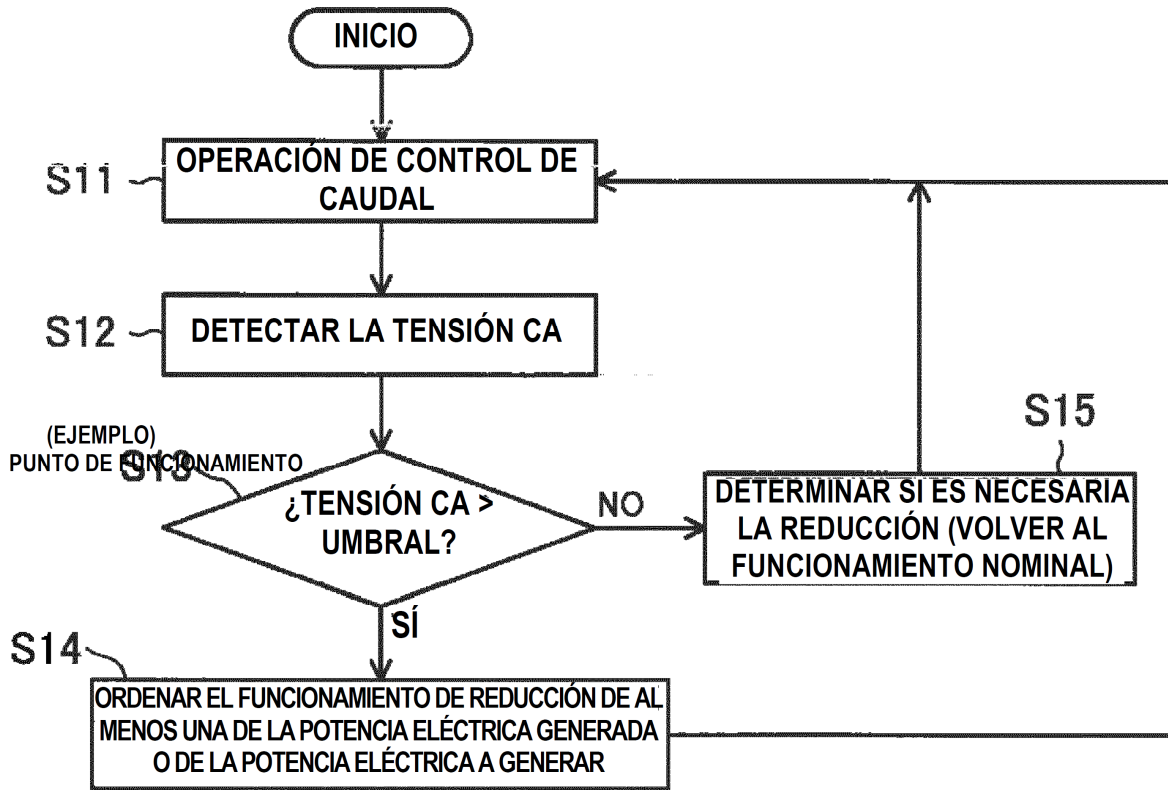 INICIO
S11
OPERACIÓN DE CONTROL DE
CAUDAL
S12
DETECTAR LA TENSIÓN CA
(EJEMPLO)
PUNTO DE FUNCIONAMIENTO
S13
¿TENSIÓN CA >
UMBRAL?
NO
SÍ
S15
DETERMINAR SI ES NECESARIA
LA REDUCCIÓN (VOLVER AL
FUNCIONAMIENTO NOMINAL)
S14
ORDENAR EL FUNCIONAMIENTO DE REDUCCIÓN DE AL
MENOS UNA DE LA POTENCIA ELÉCTRICA GENERADA
O DE LA POTENCIA ELÉCTRICA A GENERAR